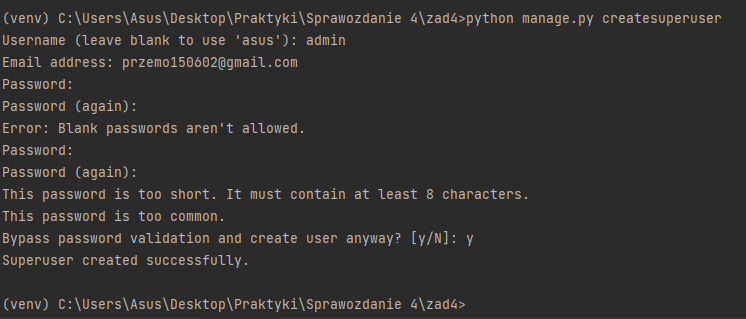 (venv) C:\Users\Asus\Desktop\Praktyki\Sprawozdanie 4\zad4>python manage.py createsuperuser
Username (leave blank to use 'asus'): admin
Email address: przemo150602@gmail.com
Password:
Password (again):
Error: Blank passwords aren't allowed.
Password:
Password (again):
This password is too short. It must contain at least 8 characters.
This password is too common.
Bypass password validation and create user anyway? [y/N]: y
Superuser created successfully.
(venv) C:\Users\Asus\Desktop\Praktyki\Sprawozdanie 4\zad4>